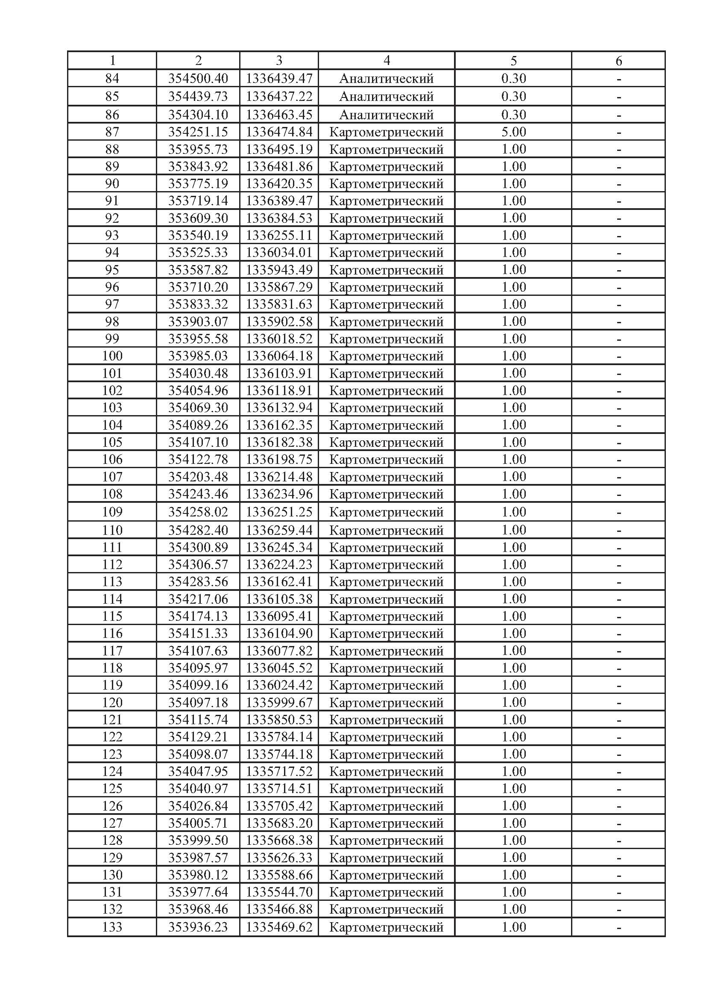 1 2 3 4 5 6
84 354500.40 1336439.47 Аналитический 0.30 -
85 354439.73 1336437.22 Аналитический 0.30 -
86 354304.10 1336463.45 Аналитический 0.30 -
87 354251.15 1336474.84 Картометрический 5.00 -
88 353955.73 1336495.19 Картометрический 1.00 -
89 353843.92 1336481.86 Картометрический 1.00 -
90 353775.19 1336420.35 Картометрический 1.00 -
91 353719.14 1336389.47 Картометрический 1.00 -
92 353609.30 1336384.53 Картометрический 1.00 -
93 353540.19 1336255.11 Картометрический 1.00 -
94 353525.33 1336034.01 Картометрический 1.00 -
95 353587.82 1335943.49 Картометрический 1.00 -
96 353710.20 1335867.29 Картометрический 1.00 -
97 353833.32 1335831.63 Картометрический 1.00 -
98 353903.07 1335902.58 Картометрический 1.00 -
99 353955.58 1336018.52 Картометрический 1.00 -
100 353985.03 1336064.18 Картометрический 1.00 -
101 354030.48 1336103.91 Картометрический 1.00 -
102 354054.96 1336118.91 Картометрический 1.00 -
103 354069.30 1336132.94 Картометрический 1.00 -
104 354089.26 1336162.35 Картометрический 1.00 -
105 354107.10 1336182.38 Картометрический 1.00 -
106 354122.78 1336198.75 Картометрический 1.00 -
107 354203.48 1336214.48 Картометрический 1.00 -
108 354243.46 1336234.96 Картометрический 1.00 -
109 354258.02 1336251.25 Картометрический 1.00 -
110 354282.40 1336259.44 Картометрический 1.00 -
111 354300.89 1336245.34 Картометрический 1.00 -
112 354306.57 1336224.23 Картометрический 1.00 -
113 354283.56 1336162.41 Картометрический 1.00 -
114 354217.06 1336105.38 Картометрический 1.00 -
115 354174.13 1336095.41 Картометрический 1.00 -
116 354151.33 1336104.90 Картометрический 1.00 -
117 354107.63 1336077.82 Картометрический 1.00 -
118 354095.97 1336045.52 Картометрический 1.00 -
119 354099.16 1336024.42 Картометрический 1.00 -
120 354097.18 1335999.67 Картометрический 1.00 -
121 354115.74 1335850.53 Картометрический 1.00 -
122 354129.21 1335784.14 Картометрический 1.00 -
123 354098.07 1335744.18 Картометрический 1.00 -
124 354047.95 1335717.52 Картометрический 1.00 -
125 354040.97 1335714.51 Картометрический 1.00 -
126 354026.84 1335705.42 Картометрический 1.00 -
127 354005.71 1335683.20 Картометрический 1.00 -
128 353999.50 1335668.38 Картометрический 1.00 -
129 353987.57 1335626.33 Картометрический 1.00 -
130 353980.12 1335588.66 Картометрический 1.00 -
131 353977.64 1335544.70 Картометрический 1.00 -
132 353968.46 1335466.88 Картометрический 1.00 -
133 353936.23 1335469.62 Картометрический 1.00 -